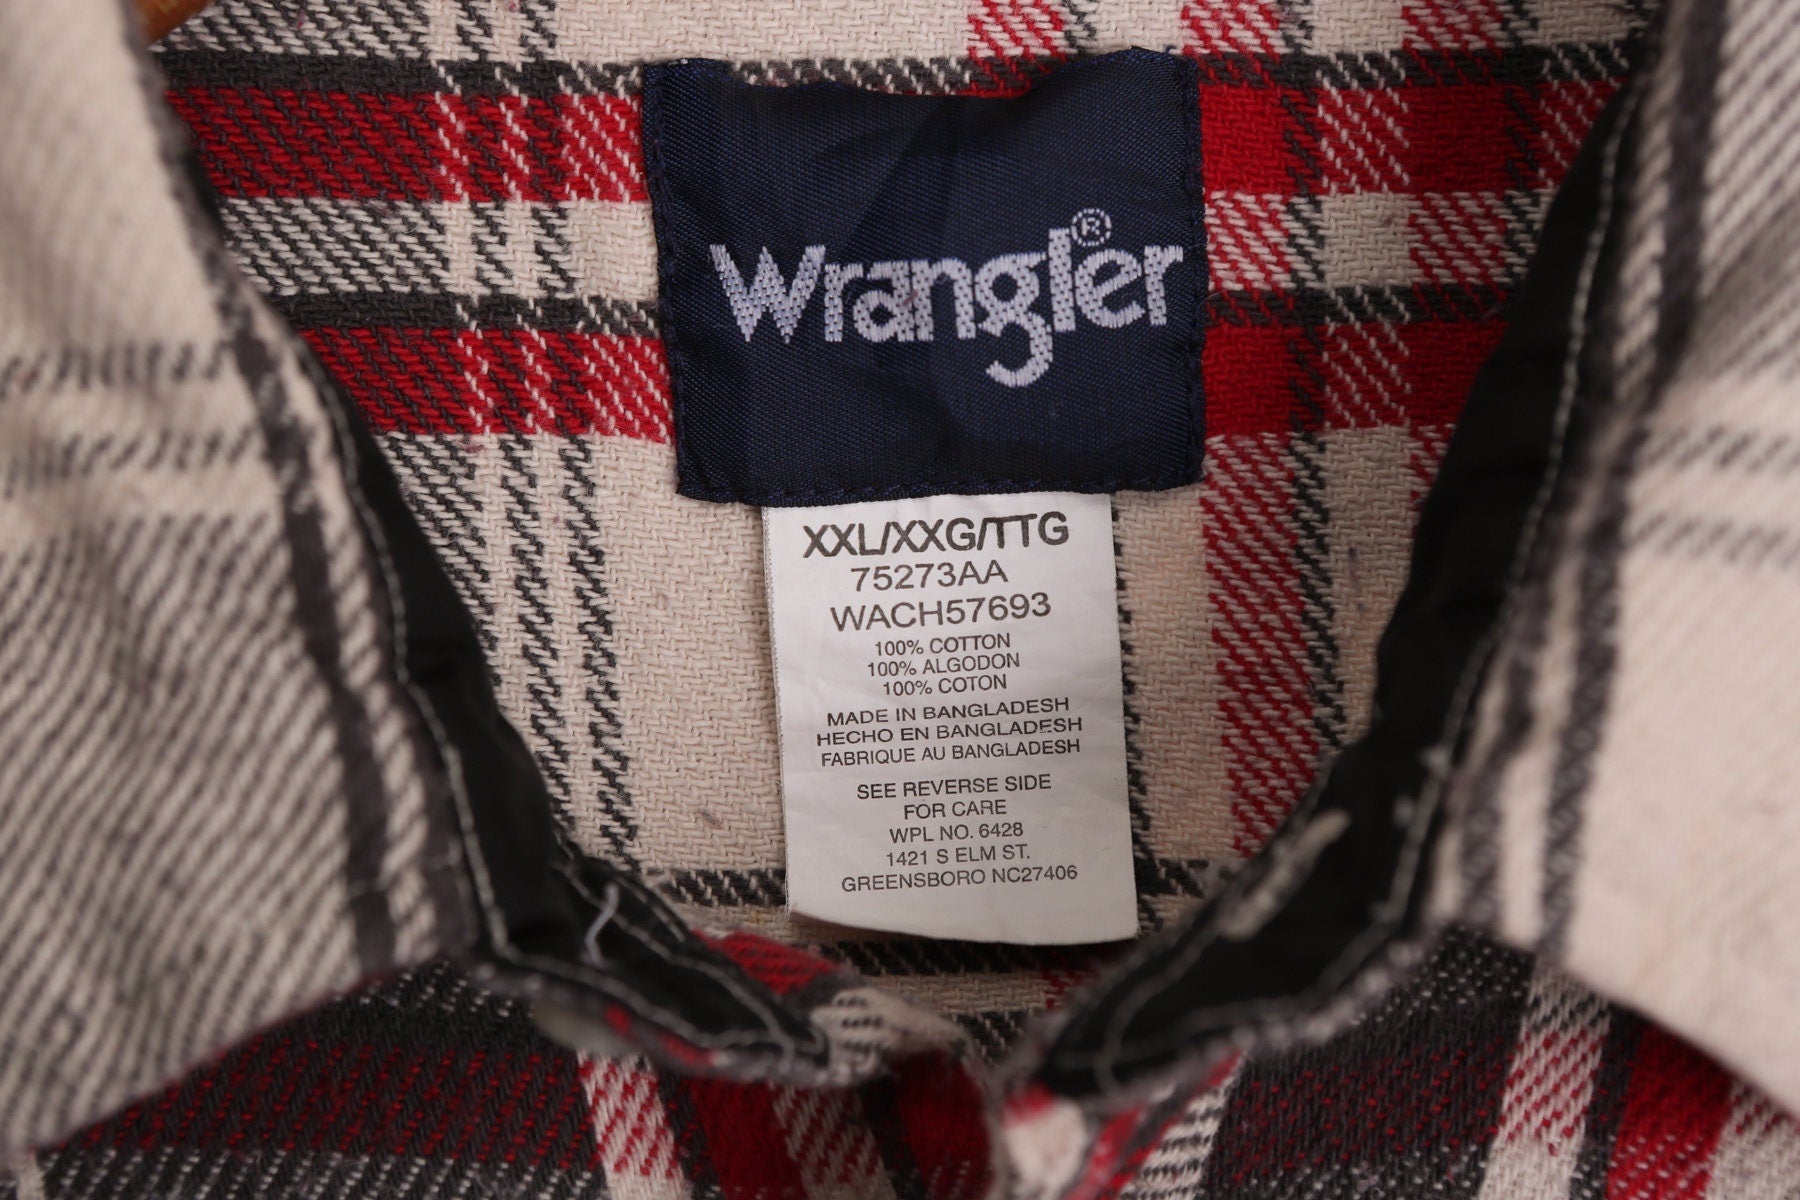 Wrangler®
XXL/XXG/TTG
75273AA
WACH57693
100% COTTON
100% ALGODON
100% COTON
MADE IN BANGLADESH
HECHO EN BANGLADESH
FABRIQUE AU BANGLADESH
SEE REVERSE SIDE
FOR CARE
WPL NO. 6428
1421 S ELM ST.
GREENSBORO NC27406